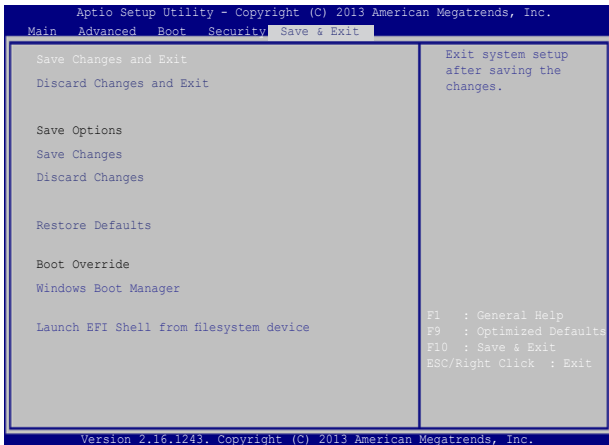 Aptio Setup Utility - Copyright (C) 2013 American Megatrends, Inc.
Main Advanced Boot Security Save & Exit
Save Changes and Exit
Discard Changes and Exit
Save Options
Save Changes
Discard Changes
Restore Defaults
Boot Override
Windows Boot Manager
Launch EFI Shell from filesystem device
Exit system setup
after saving the
changes.
F1 : General Help
F9 : Optimized Defaults
F10 : Save & Exit
ESC/Right Click : Exit
Version 2.16.1243. Copyright (C) 2013 American Megatrends, Inc.